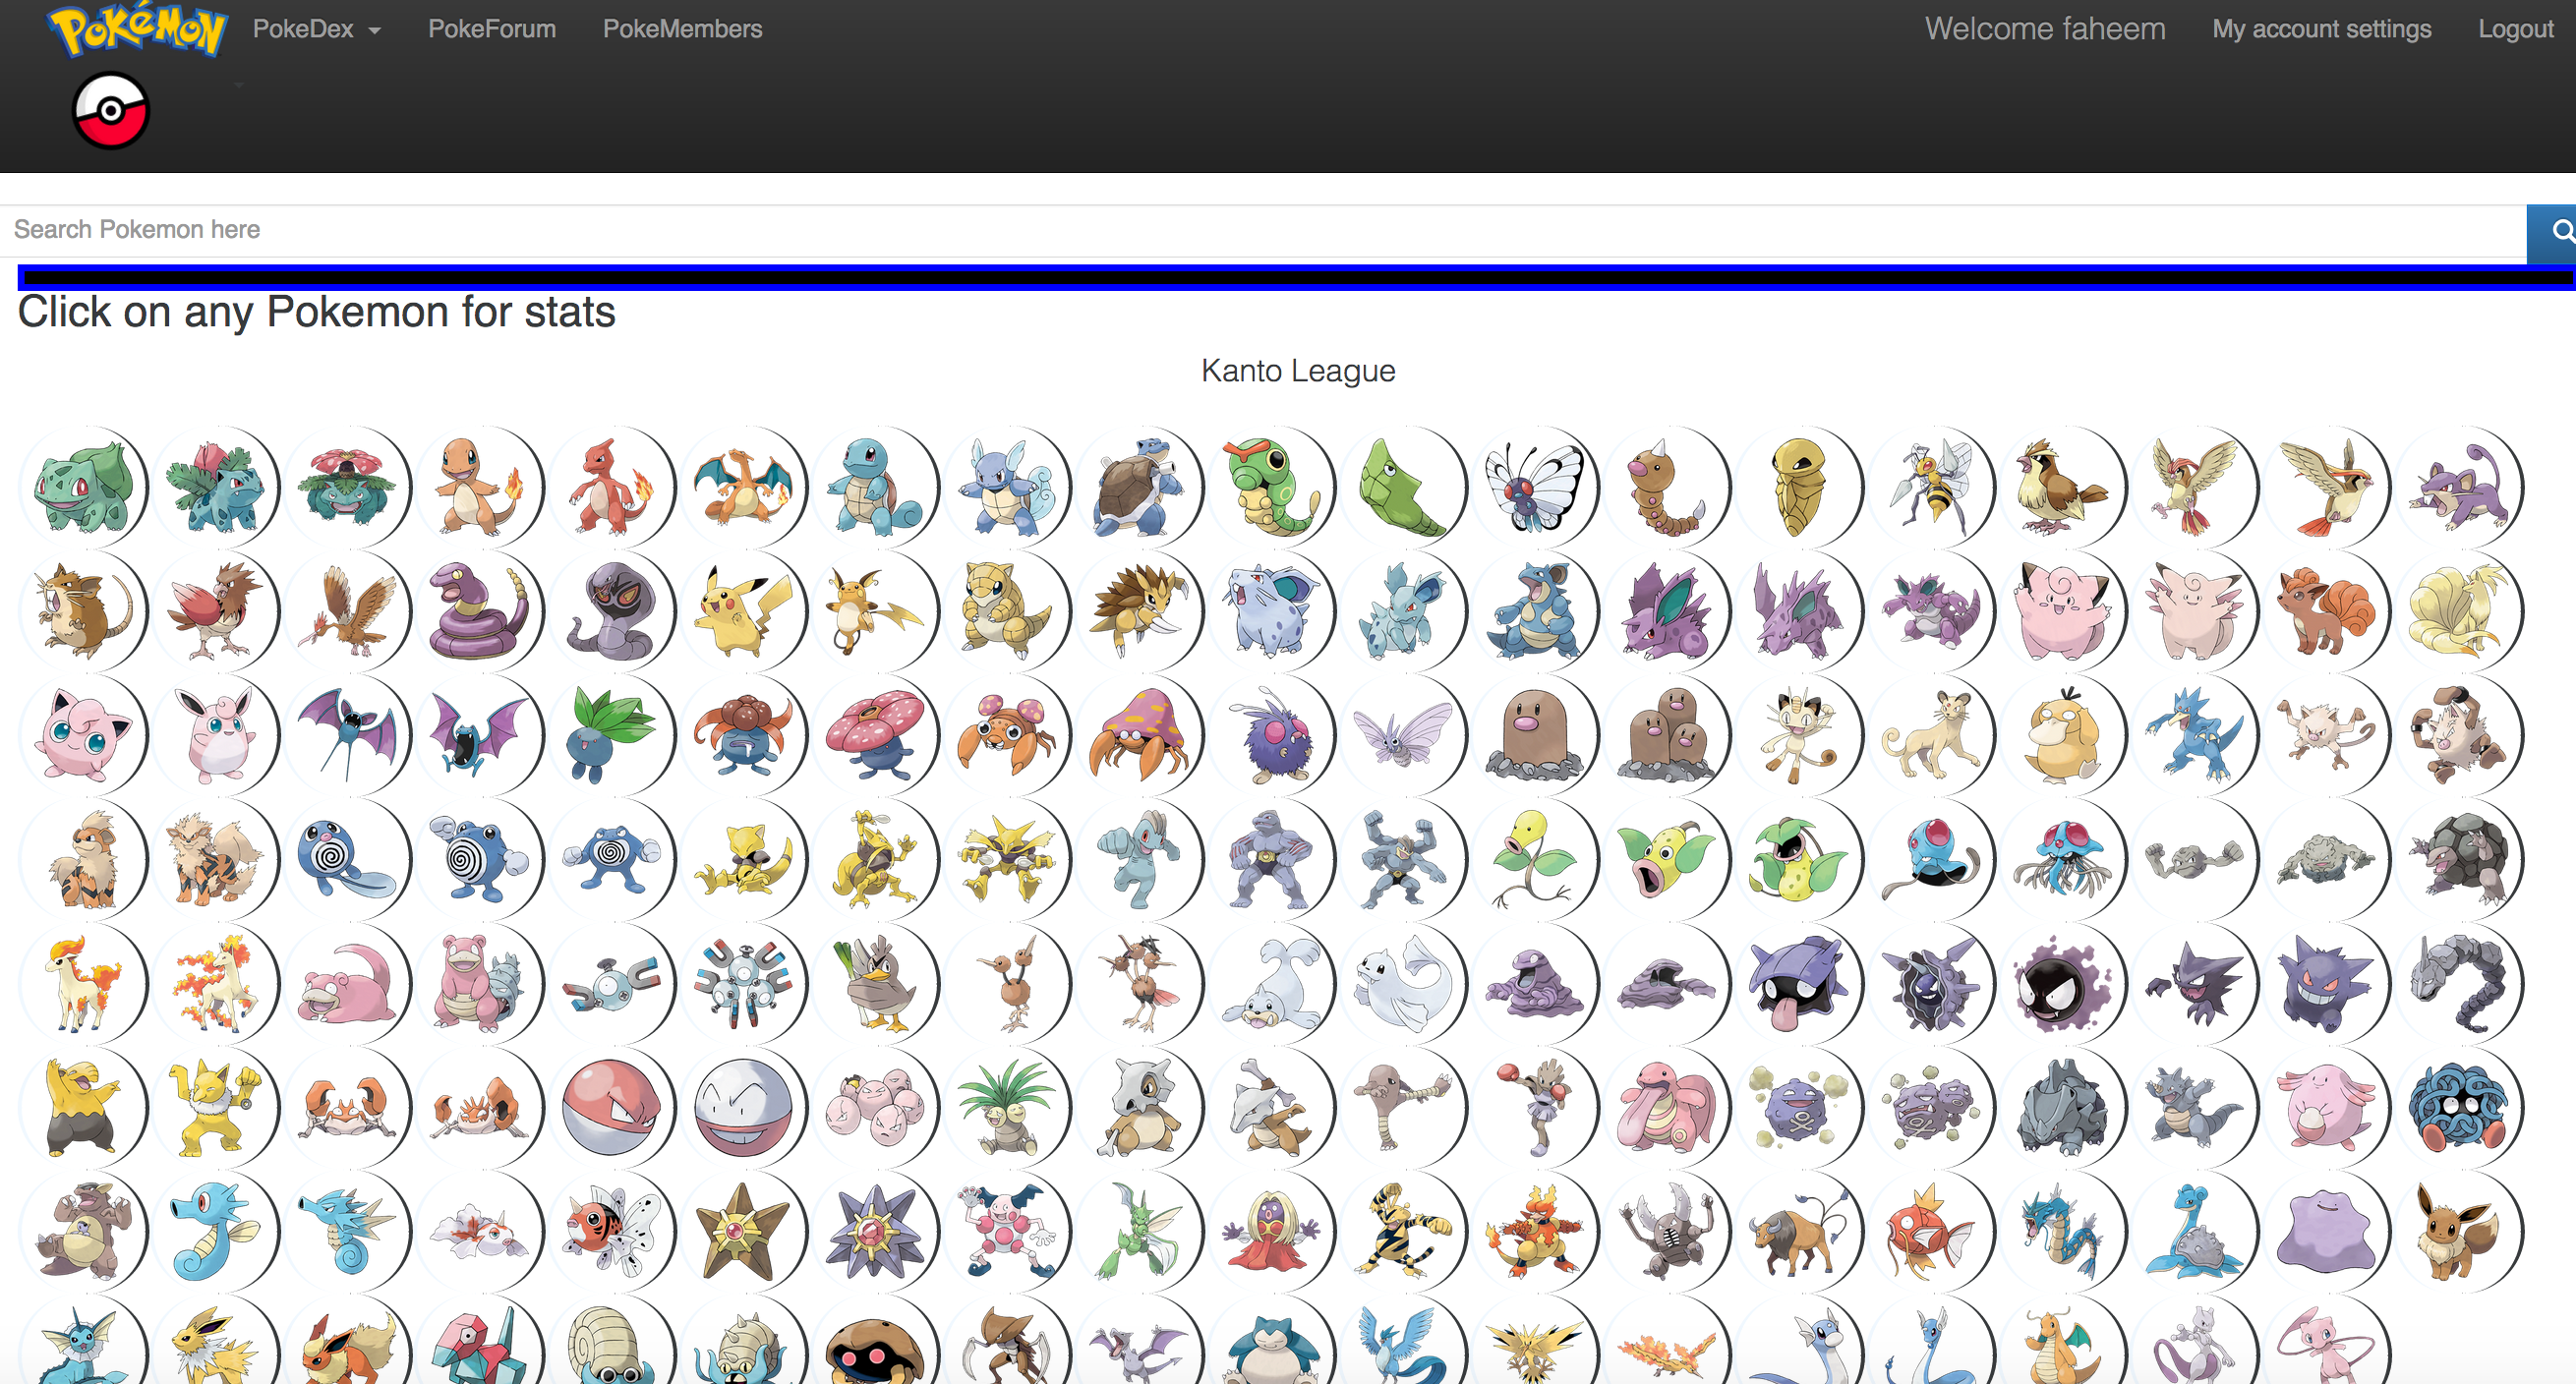 POKéMON
PokeDex PokeForum PokeMembers Welcome faheem My account settings Logout
Search Pokemon here
Click on any Pokemon for stats
Kanto League